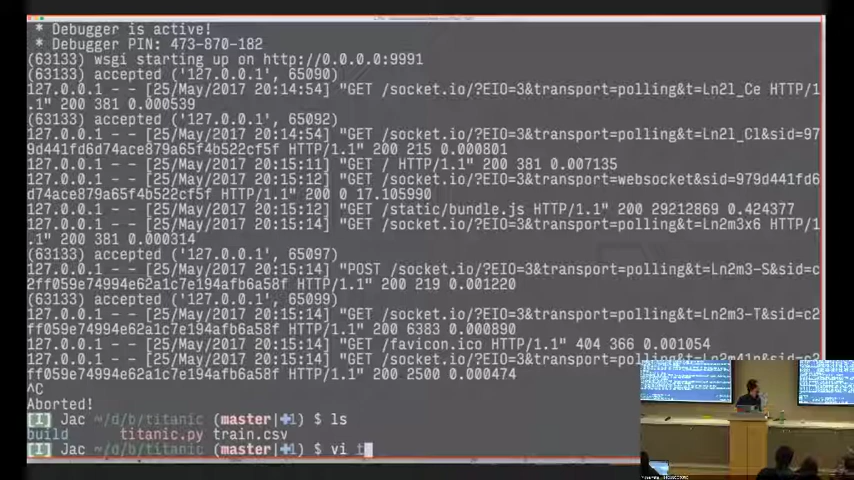 * Debugger is active!
* Debugger PIN: 473-870-182
(63133) wsgi starting up on http://0.0.0.0:9991
(63133) accepted ('127.0.0.1', 65090)
127.0.0.1 - - [25/May/2017 20:14:54] "GET /socket.io/?EIO=3&transport=polling&t=Ln2l_Ce HTTP/1
.1" 200 381 0.000539
(63133) accepted ('127.0.0.1', 65092)
127.0.0.1 - - [25/May/2017 20:14:54] "GET /socket.io/?EIO=3&transport=polling&t=Ln2l_Cl&sid=97
9d441fd6d74ace879a65f4b522cf5f HTTP/1.1" 200 215 0.000801
127.0.0.1 - - [25/May/2017 20:15:11] "GET / HTTP/1.1" 200 381 0.007135
127.0.0.1 - - [25/May/2017 20:15:12] "GET /socket.io/?EIO=3&transport=websocket&sid=979d441fd6
d74ace879a65f4b522cf5f HTTP/1.1" 200 0 17.105990
127.0.0.1 - - [25/May/2017 20:15:12] "GET /static/bundle.js HTTP/1.1" 200 29212869 0.424377
127.0.0.1 - - [25/May/2017 20:15:14] "GET /socket.io/?EIO=3&transport=polling&t=Ln2m3x6 HTTP/1
.1" 200 381 0.000314
(63133) accepted ('127.0.0.1', 65097)
127.0.0.1 - - [25/May/2017 20:15:14] "POST /socket.io/?EIO=3&transport=polling&t=Ln2m3-S&sid=c
2ff059e74994e62a1c7e194afb6a58f HTTP/1.1" 200 219 0.001220
(63133) accepted ('127.0.0.1', 65099)
127.0.0.1 - - [25/May/2017 20:15:14] "GET /socket.io/?EIO=3&transport=polling&t=Ln2m3-T&sid=c2
ff059e74994e62a1c7e194afb6a58f HTTP/1.1" 200 6383 0.000890
127.0.0.1 - - [25/May/2017 20:15:14] "GET /favicon.ico HTTP/1.1" 404 366 0.001054
127.0.0.1 - - [25/May/2017 20:15:14] "GET /socket.io/?EIO=3&transport=polling&t=Ln2m41n&sid=c2
ff059e74994e62a1c7e194afb6a58f HTTP/1.1" 200 2500 0.000474
^C
Aborted!
[I] Jac ~/d/b/titanic (master|✚1) $ ls
build titanic.py train.csv
[I] Jac ~/d/b/titanic (master|✚1) $ vi t